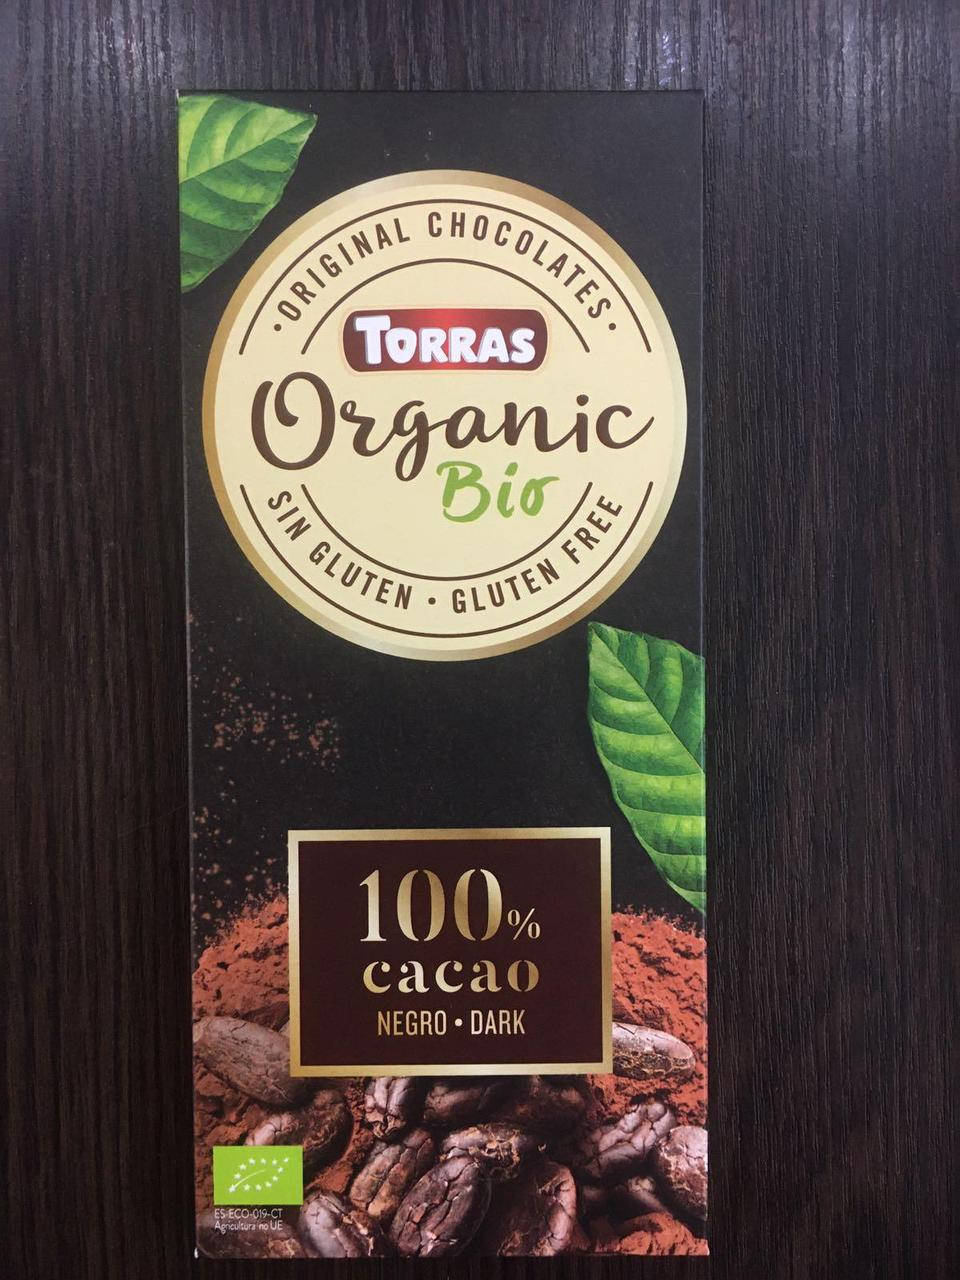 • ORIGINAL CHOCOLATES •
TORRAS
Organic
Bio
SIN GLUTEN • GLUTEN FREE
100%
cacao
NEGRO • DARK
ES-ECO-019-CT
Agricultura no UE